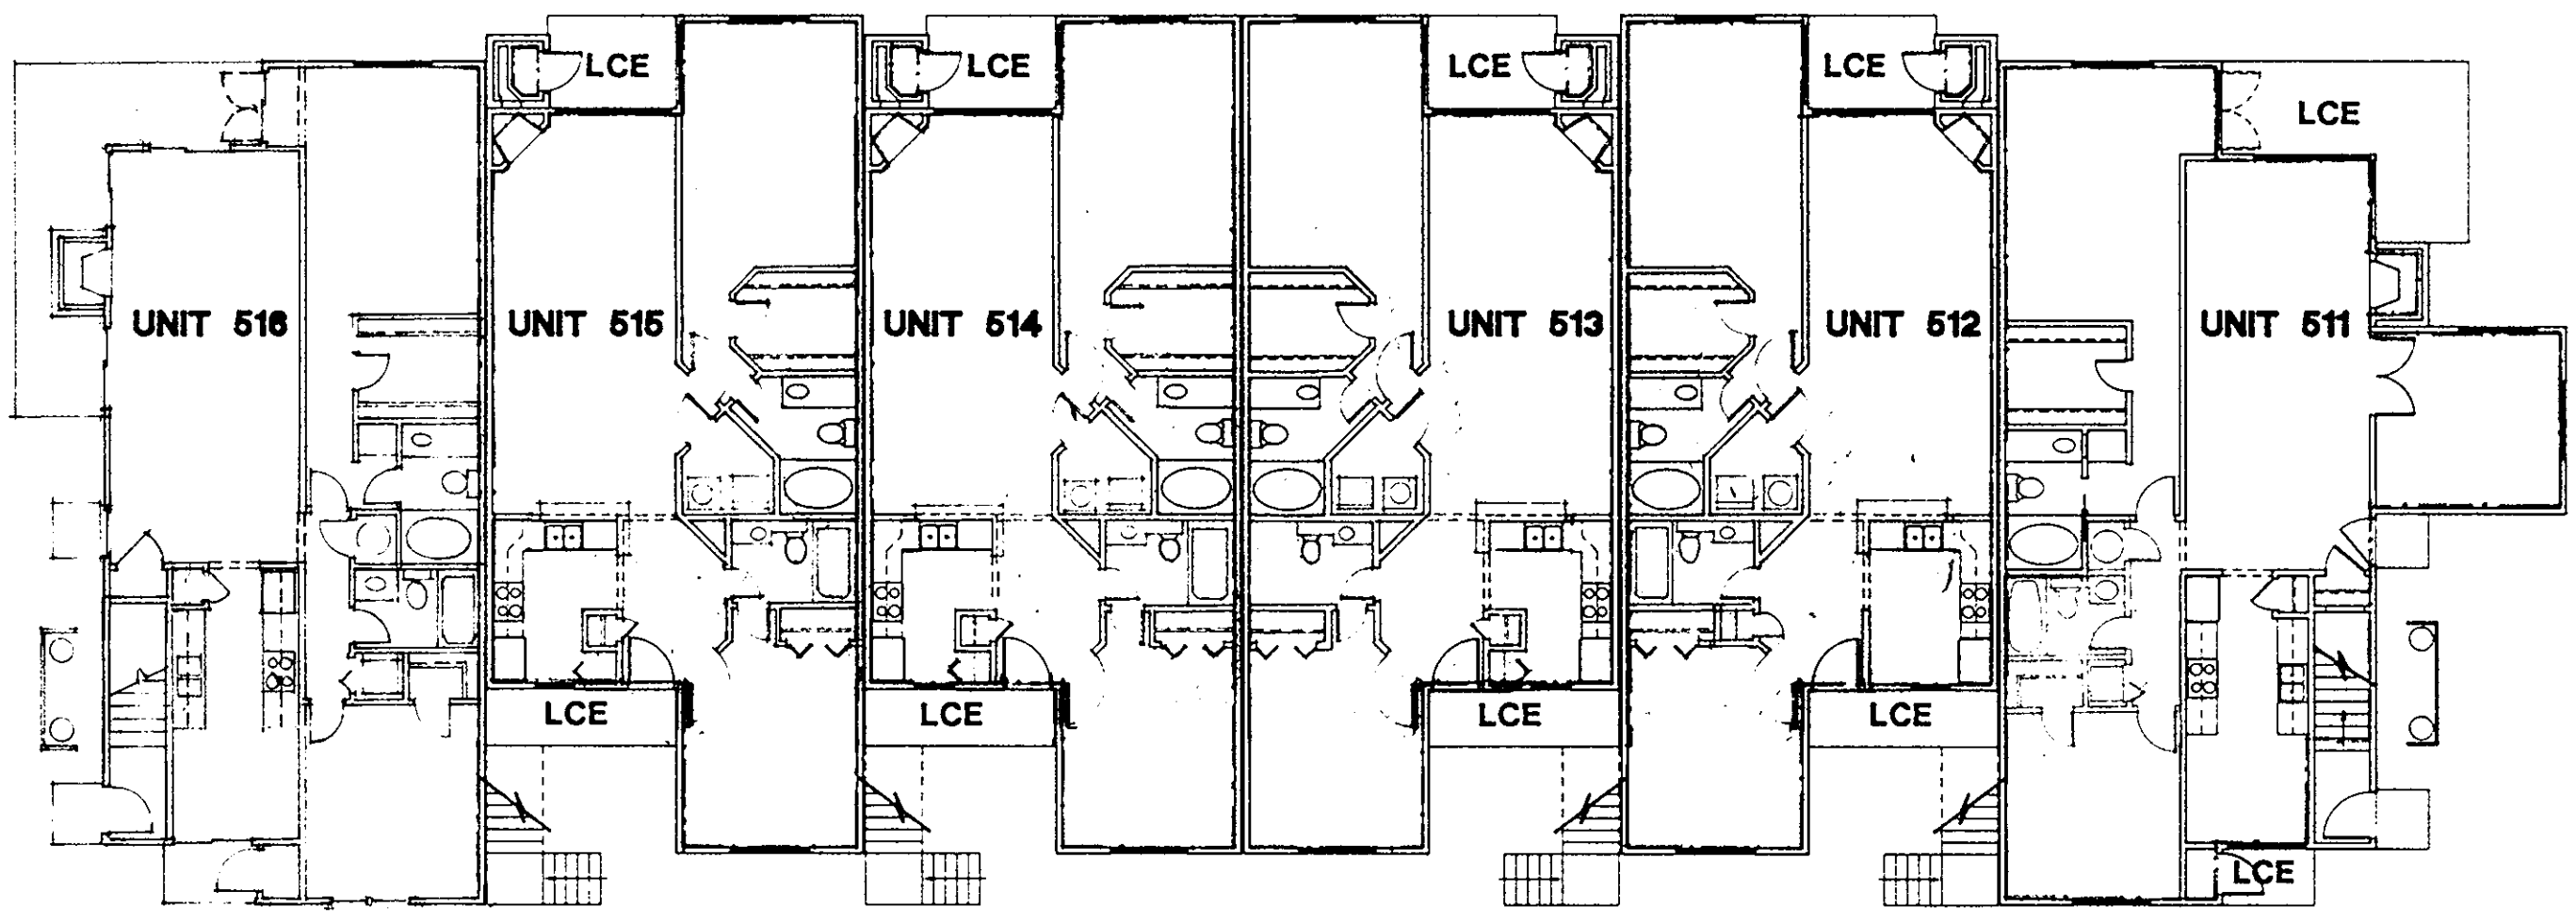 LCE LCE LCE LCE LCE
UNIT 516 UNIT 515 UNIT 514 UNIT 513 UNIT 512 UNIT 511
LCE LCE LCE LCE
LCE